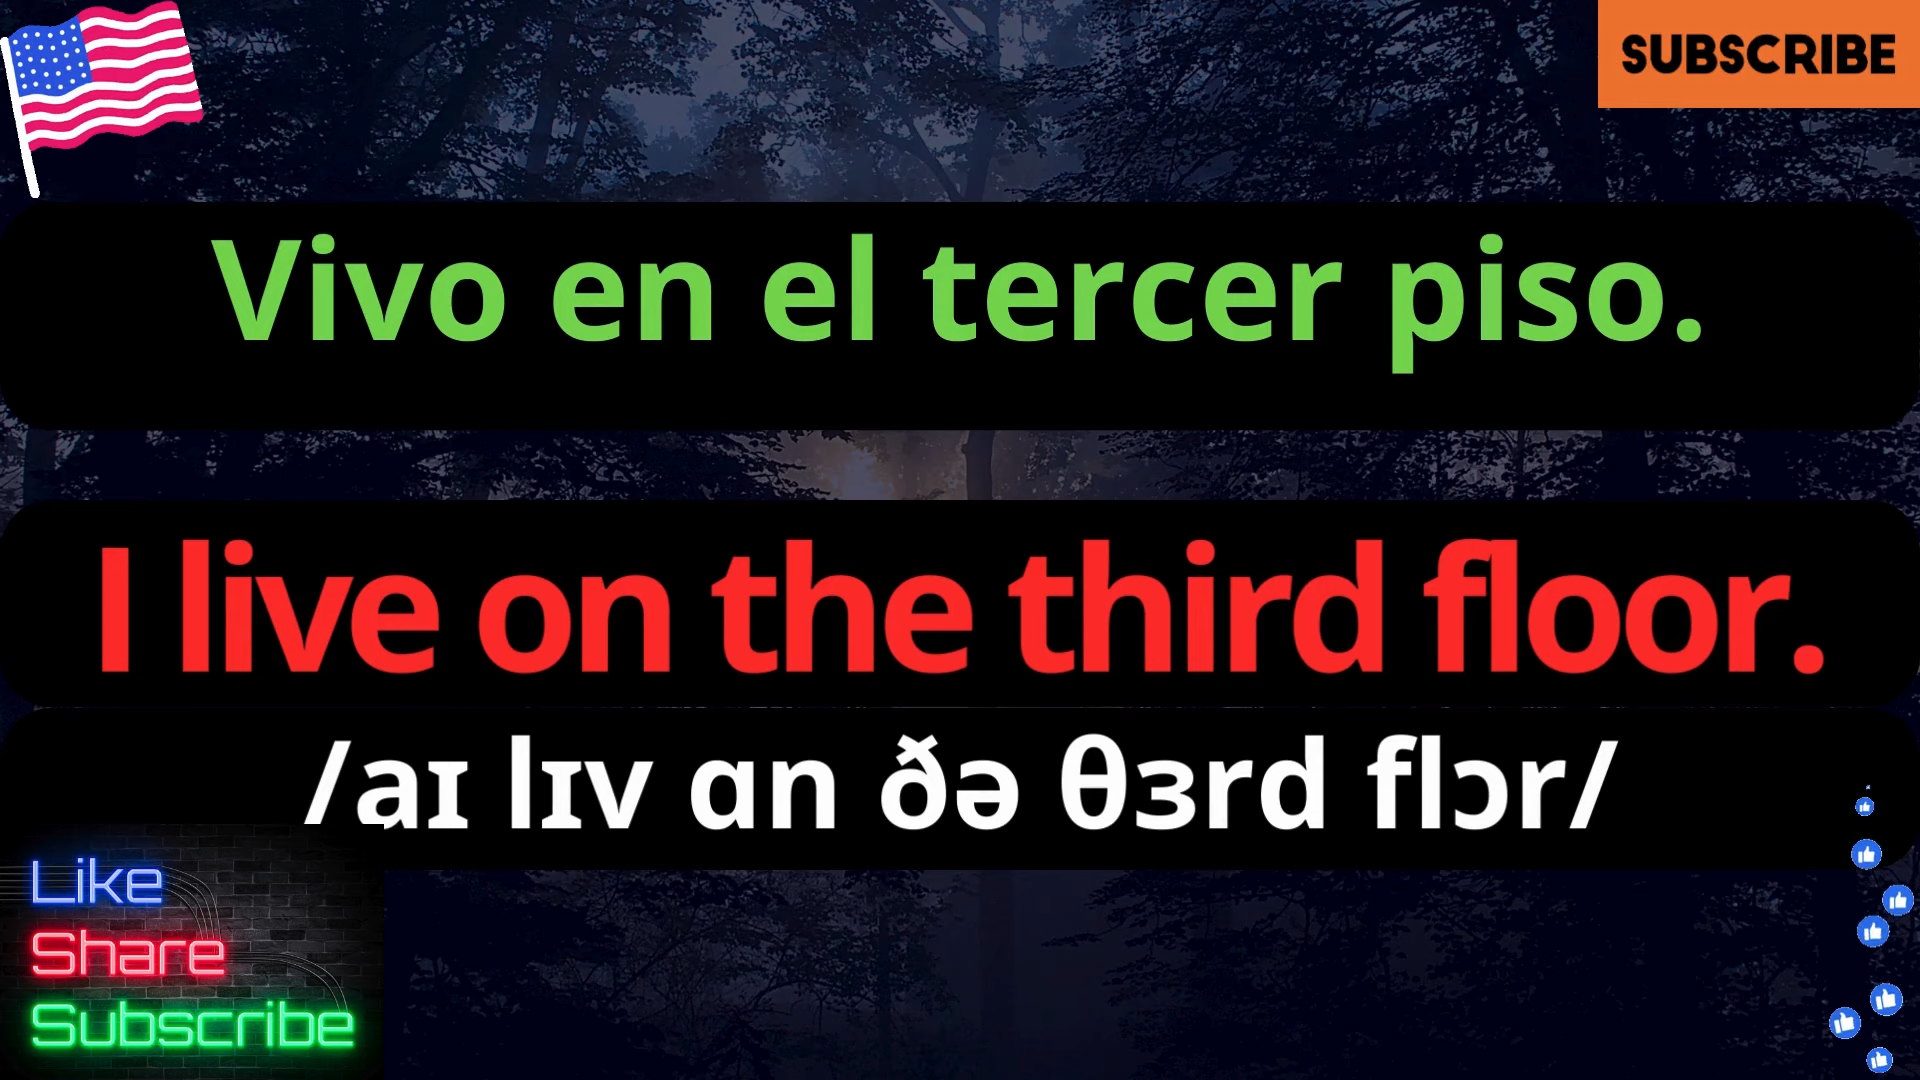 SUBSCRIBE
Vivo en el tercer piso.
I live on the third floor.
/aɪ lɪv ɑn ðə θɜrd flɔr/
Like
Share
Subscribe